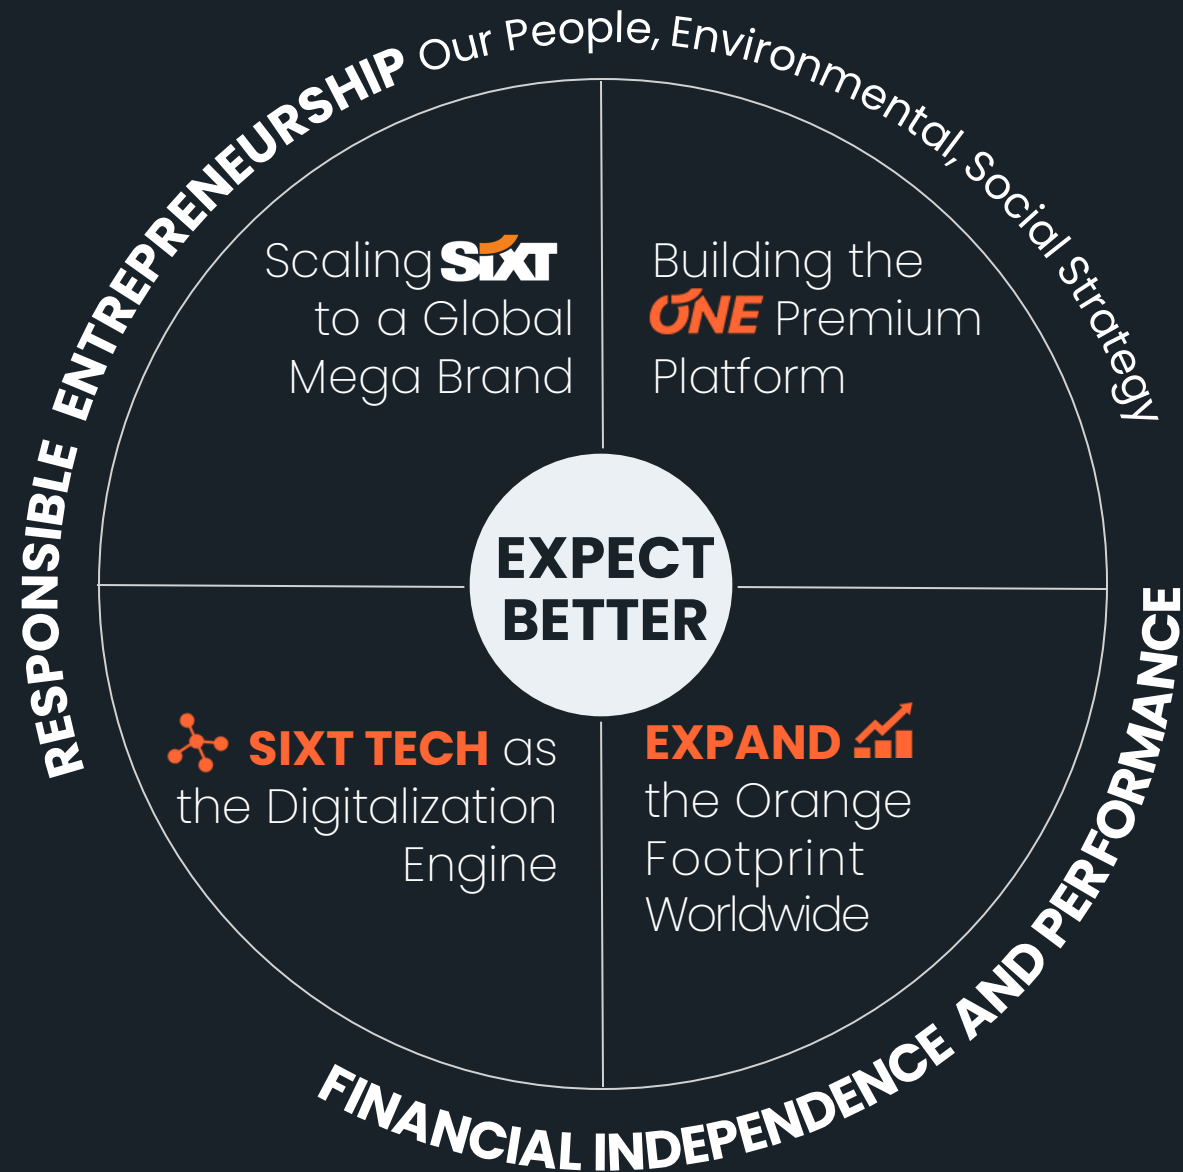 RESPONSIBLE ENTREPRENEURSHIP Our People, Environmental, Social Strategy
Scaling SIXT
to a Global
Mega Brand
Building the
ONE Premium
Platform
EXPECT
BETTER
SIXT TECH as
the Digitalization
Engine
EXPAND
the Orange
Footprint
Worldwide
FINANCIAL INDEPENDENCE AND PERFORMANCE